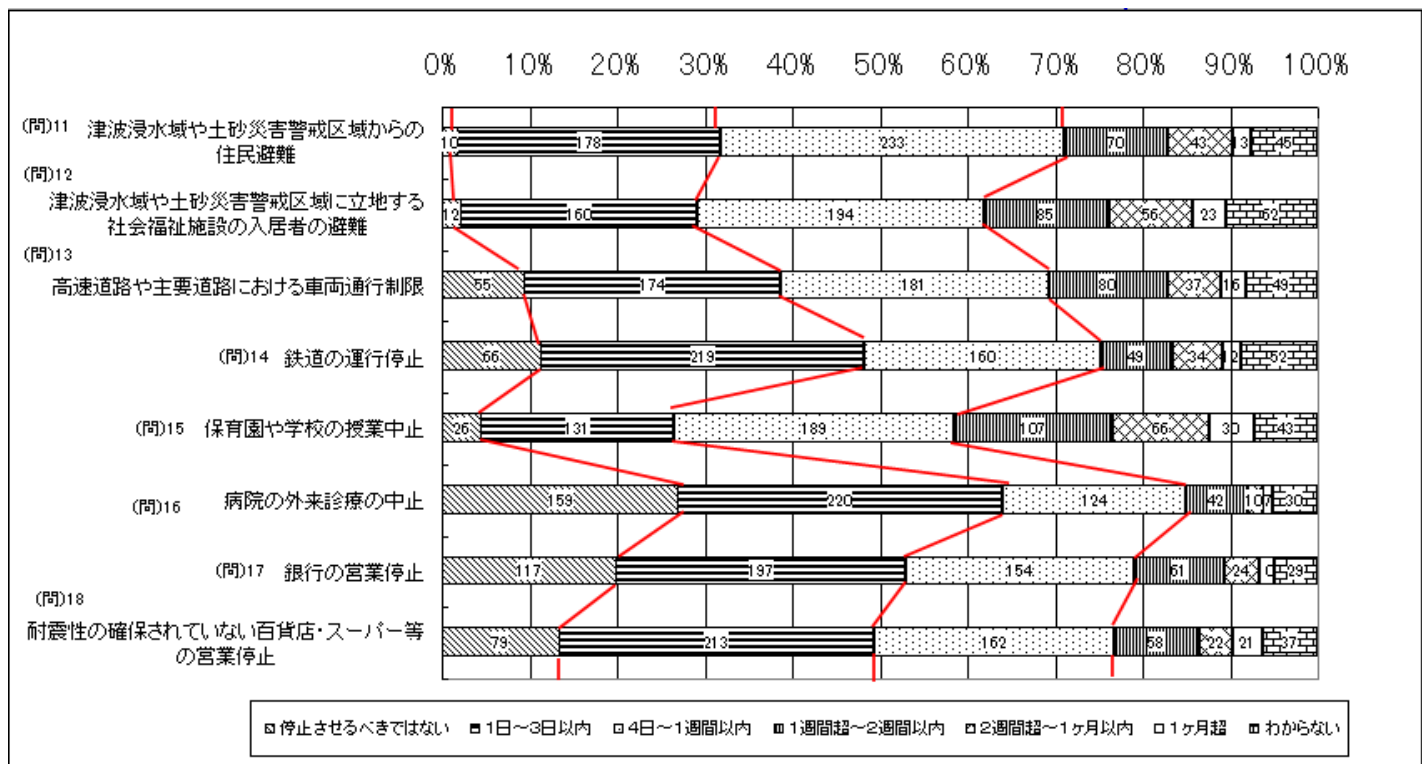 0% 10% 20% 30% 40% 50% 60% 70% 80% 90% 100%
(問)11 津波浸水域や土砂災害警戒区域からの
住民避難
10 178 233 70 43 13 45
(問)12
津波浸水域や土砂災害警戒区域に立地する
社会福祉施設の入居者の避難
12 160 194 85 56 23 52
(問)13
高速道路や主要道路における車両通行制限
55 174 181 80 37 16 49
(問)14 鉄道の運行停止
66 219 160 49 34 12 52
(問)15 保育園や学校の授業中止
26 131 189 107 66 30 43
(問)16 病院の外来診療の中止
159 220 124 42 10 7 30
(問)17 銀行の営業停止
117 197 154 61 24 29
(問)18
耐震性の確保されていない百貨店・スーパー等
の営業停止
79 213 162 58 22 21 37
停止させるべきではない 1日~3日以内 4日~1週間以内 1週間超~2週間以内 2週間超~1ヶ月以内 1ヶ月超 わからない